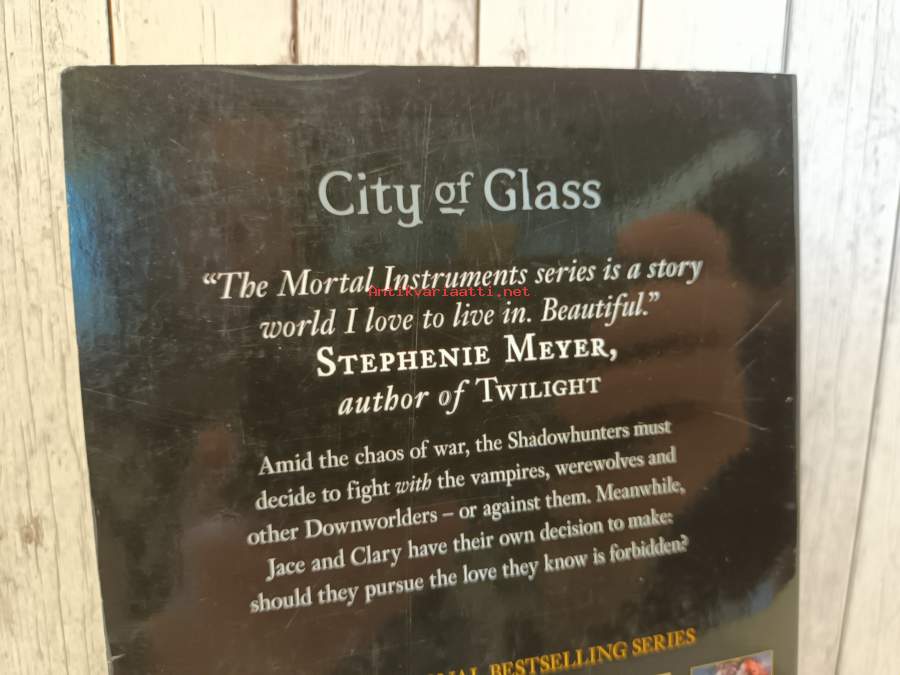 City of Glass
“The Mortal Instruments series is a story
Antikvariaatti.net
world I love to live in. Beautiful.”
STEPHENIE MEYER,
author of TWILIGHT
Amid the chaos of war, the Shadowhunters must
decide to fight with the vampires, werewolves and
other Downworlders – or against them. Meanwhile,
Jace and Clary have their own decision to make:
should they pursue the love they know is forbidden?
BESTSELLING SERIES